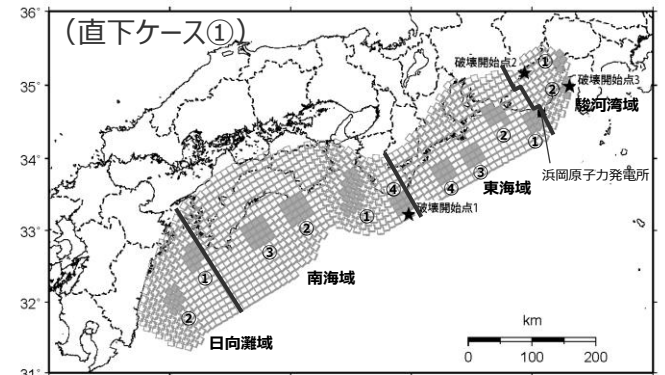 （直下ケース①）
36°
35°
34°
33°
32°
31°
破壊開始点2
①
破壊開始点3
②
駿河湾域
②
①
浜岡原子力発電所
③
④
④
東海域
破壊開始点1
①
②
③
南海域
①
②
日向灘域
km
0 100 200